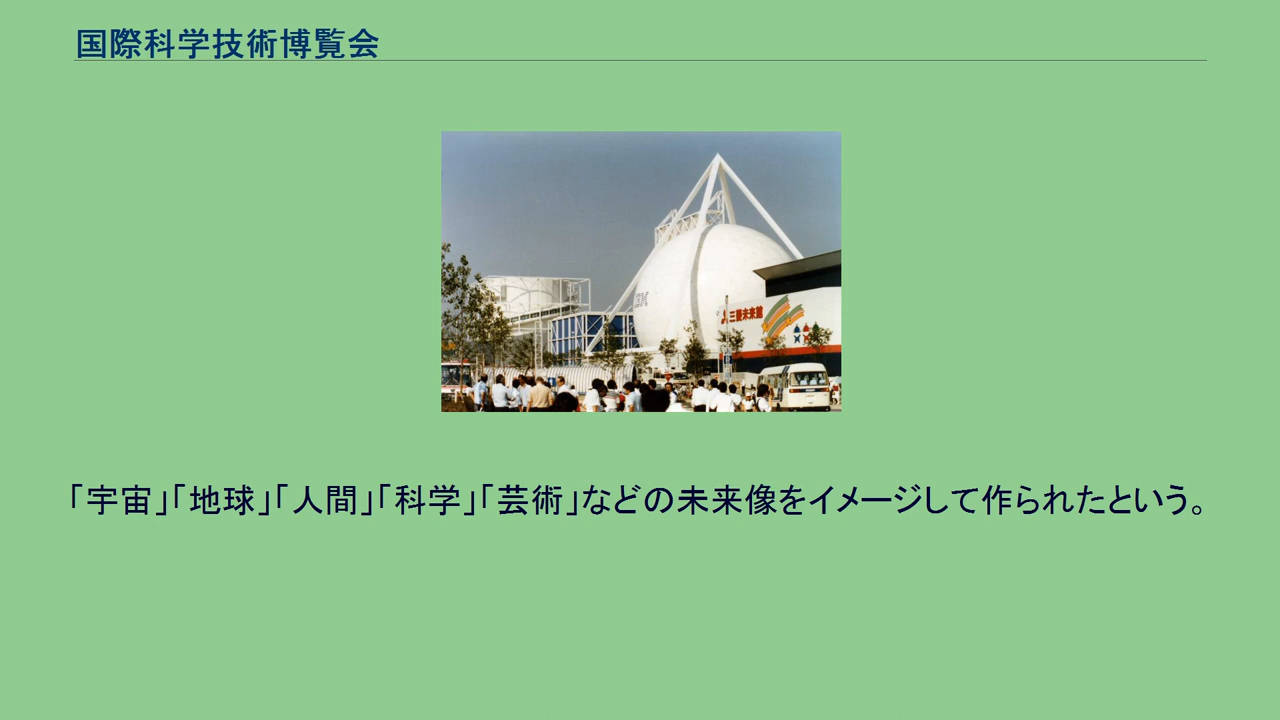 国際科学技術博覧会
IBM
三菱未来館
「宇宙」「地球」「人間」「科学」「芸術」などの未来像をイメージして作られたという。